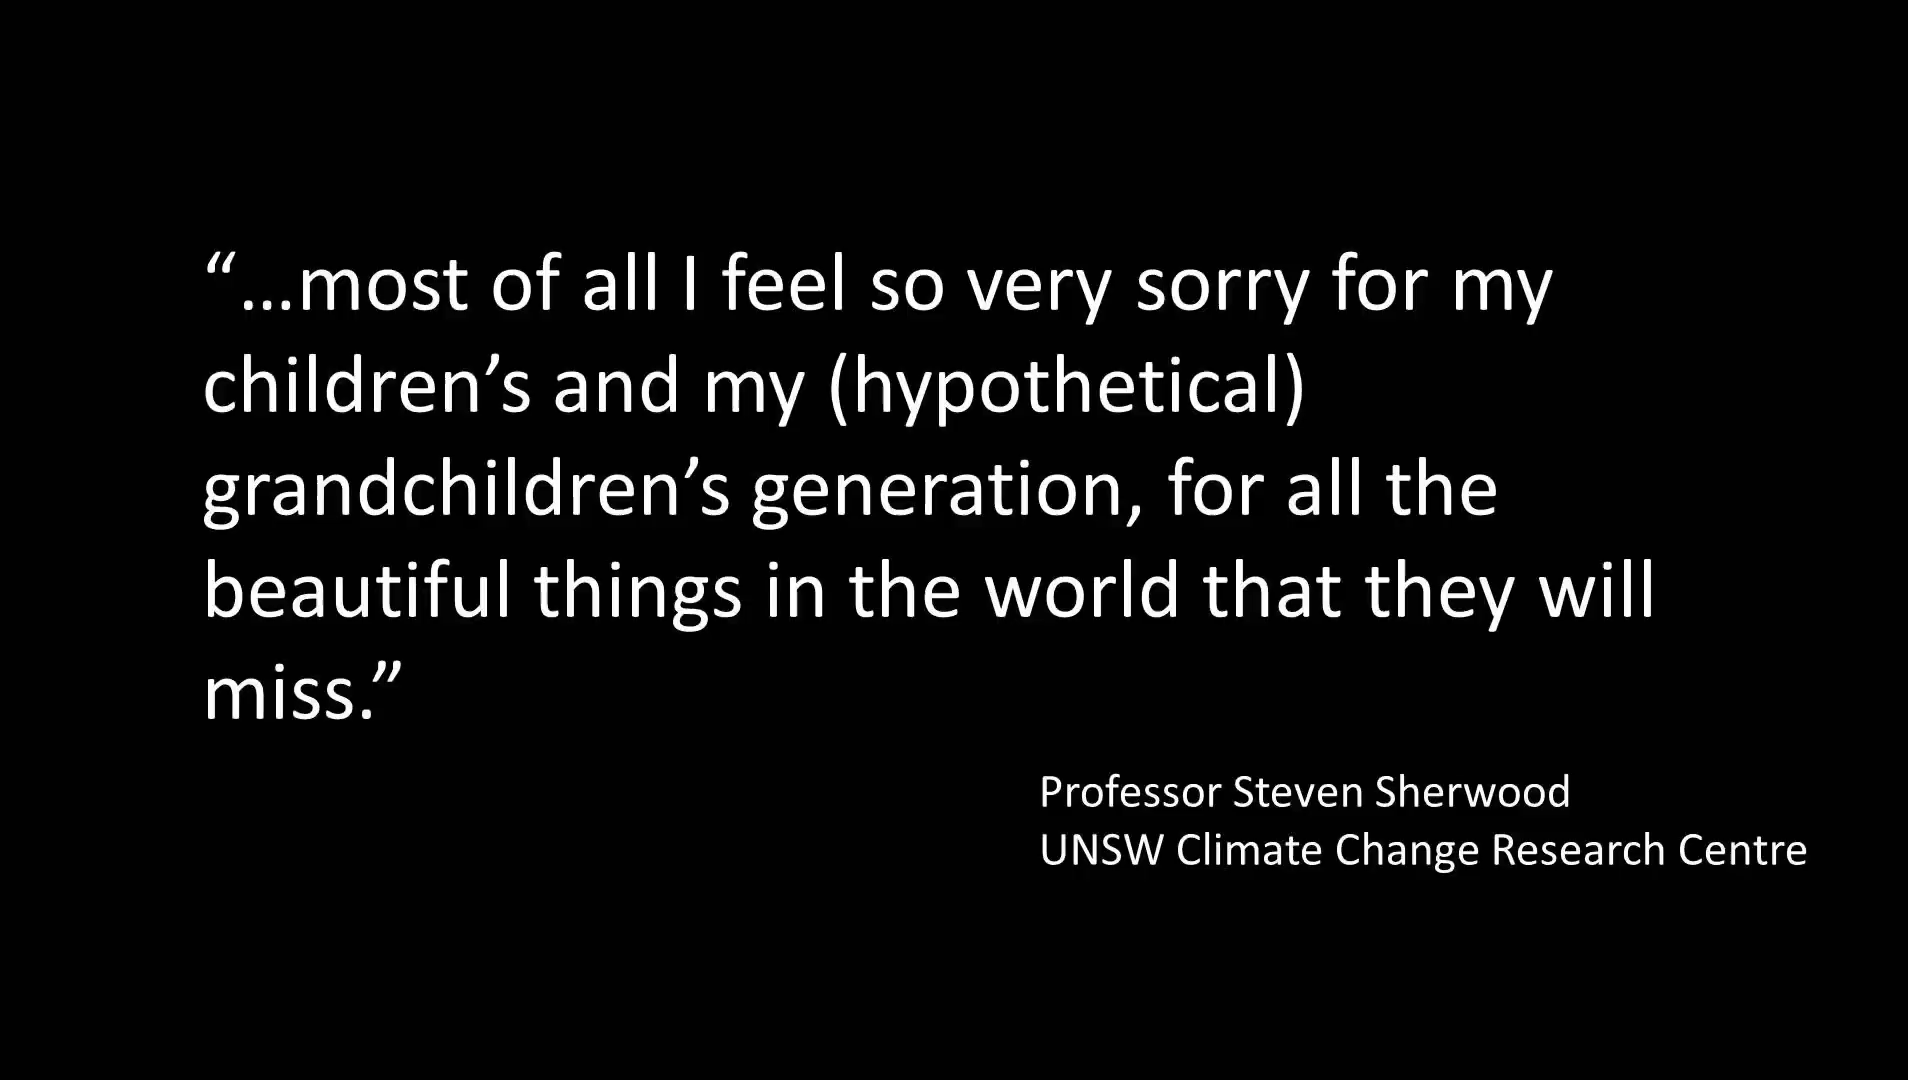 “…most of all I feel so very sorry for my
children’s and my (hypothetical)
grandchildren’s generation, for all the
beautiful things in the world that they will
miss.”
Professor Steven Sherwood
UNSW Climate Change Research Centre